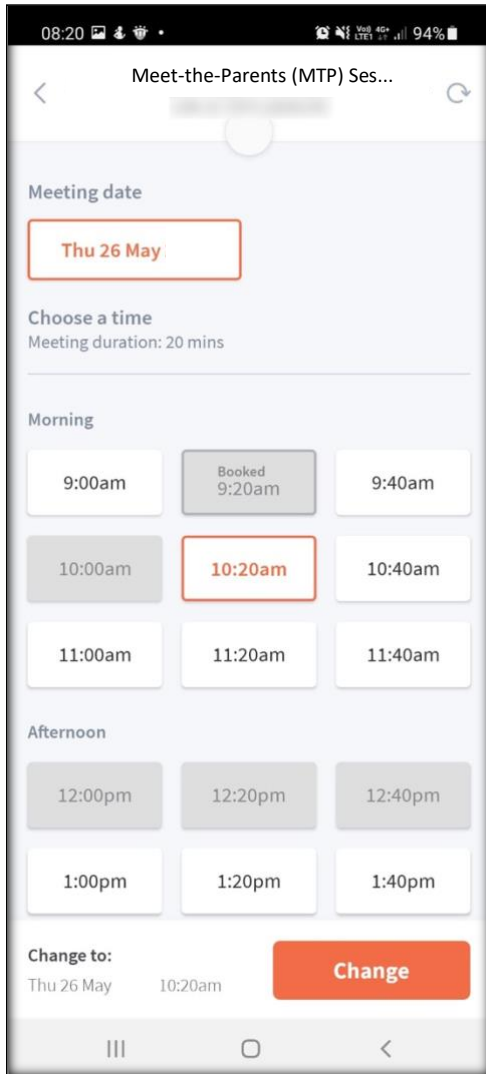 08:20 94%
Meet-the-Parents (MTP) Ses...
Meeting date
Thu 26 May
Choose a time
Meeting duration: 20 mins
Morning
9:00am Booked 9:20am 9:40am
10:00am 10:20am 10:40am
11:00am 11:20am 11:40am
Afternoon
12:00pm 12:20pm 12:40pm
1:00pm 1:20pm 1:40pm
Change to:
Thu 26 May 10:20am
Change